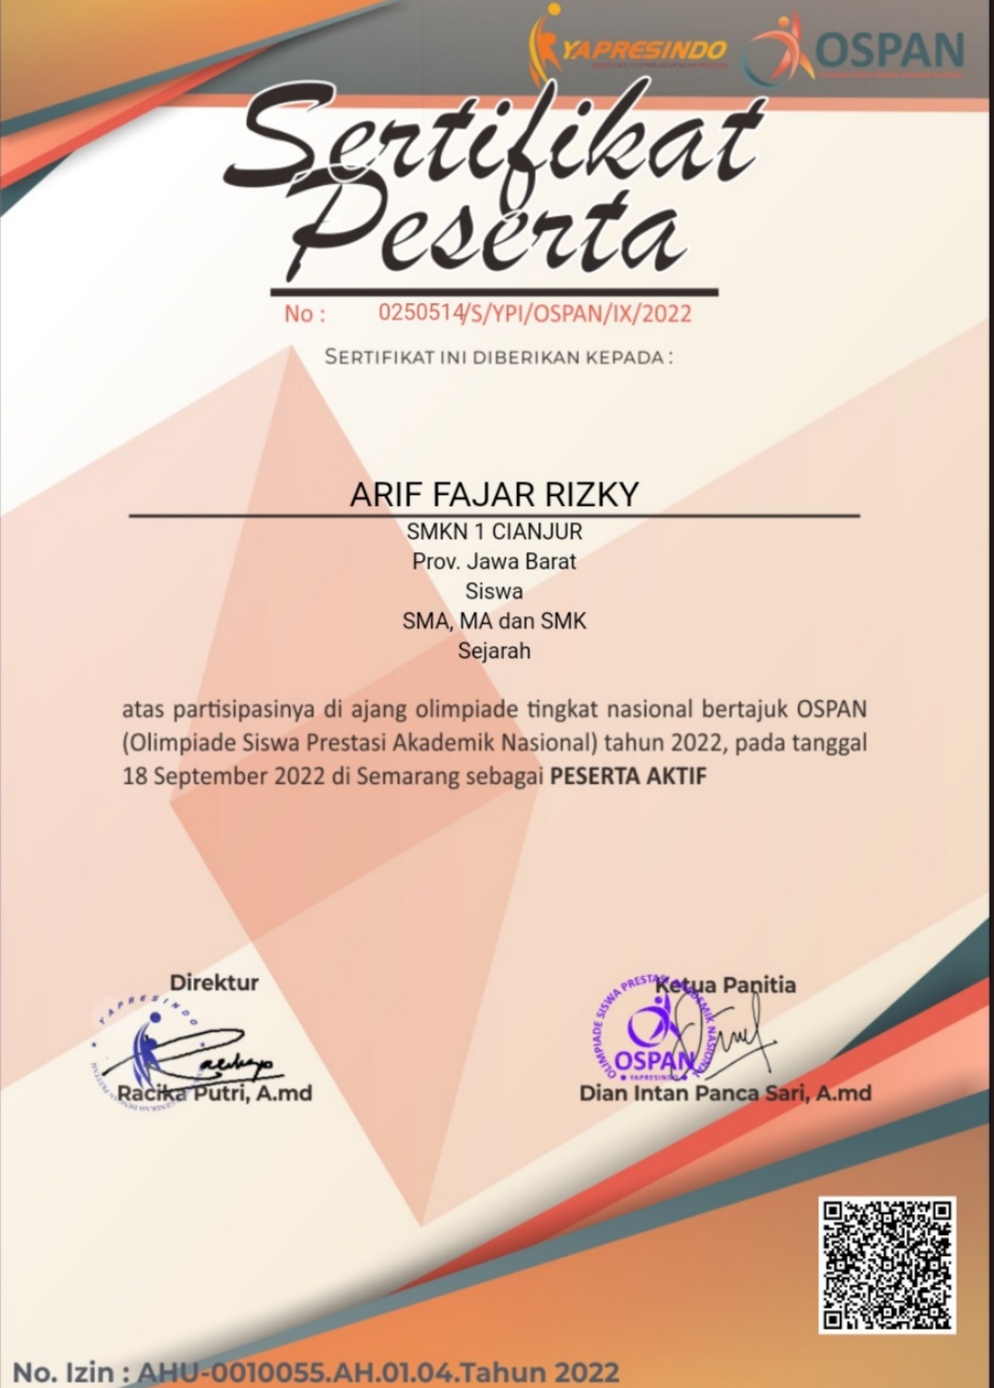 YAPRESINDO
OSPAN
Sertifikat
Peserta
No : 0250514/S/YPI/OSPAN/IX/2022
SERTIFIKAT INI DIBERIKAN KEPADA :
ARIF FAJAR RIZKY
SMKN 1 CIANJUR
Prov. Jawa Barat
Siswa
SMA, MA dan SMK
Sejarah
atas partisipasinya di ajang olimpiade tingkat nasional bertajuk OSPAN
(Olimpiade Siswa Prestasi Akademik Nasional) tahun 2022, pada tanggal
18 September 2022 di Semarang sebagai PESERTA AKTIF
Direktur
YAPRESINDO
Racika Putri, A.md
Ketua Panitia
OLIMPIADE SISWA PRESTASI AKADEMIK NASIONAL
OSPAN
YAPRESINDO
Dian Intan Panca Sari, A.md
No. Izin : AHU-0010055.AH.01.04.Tahun 2022